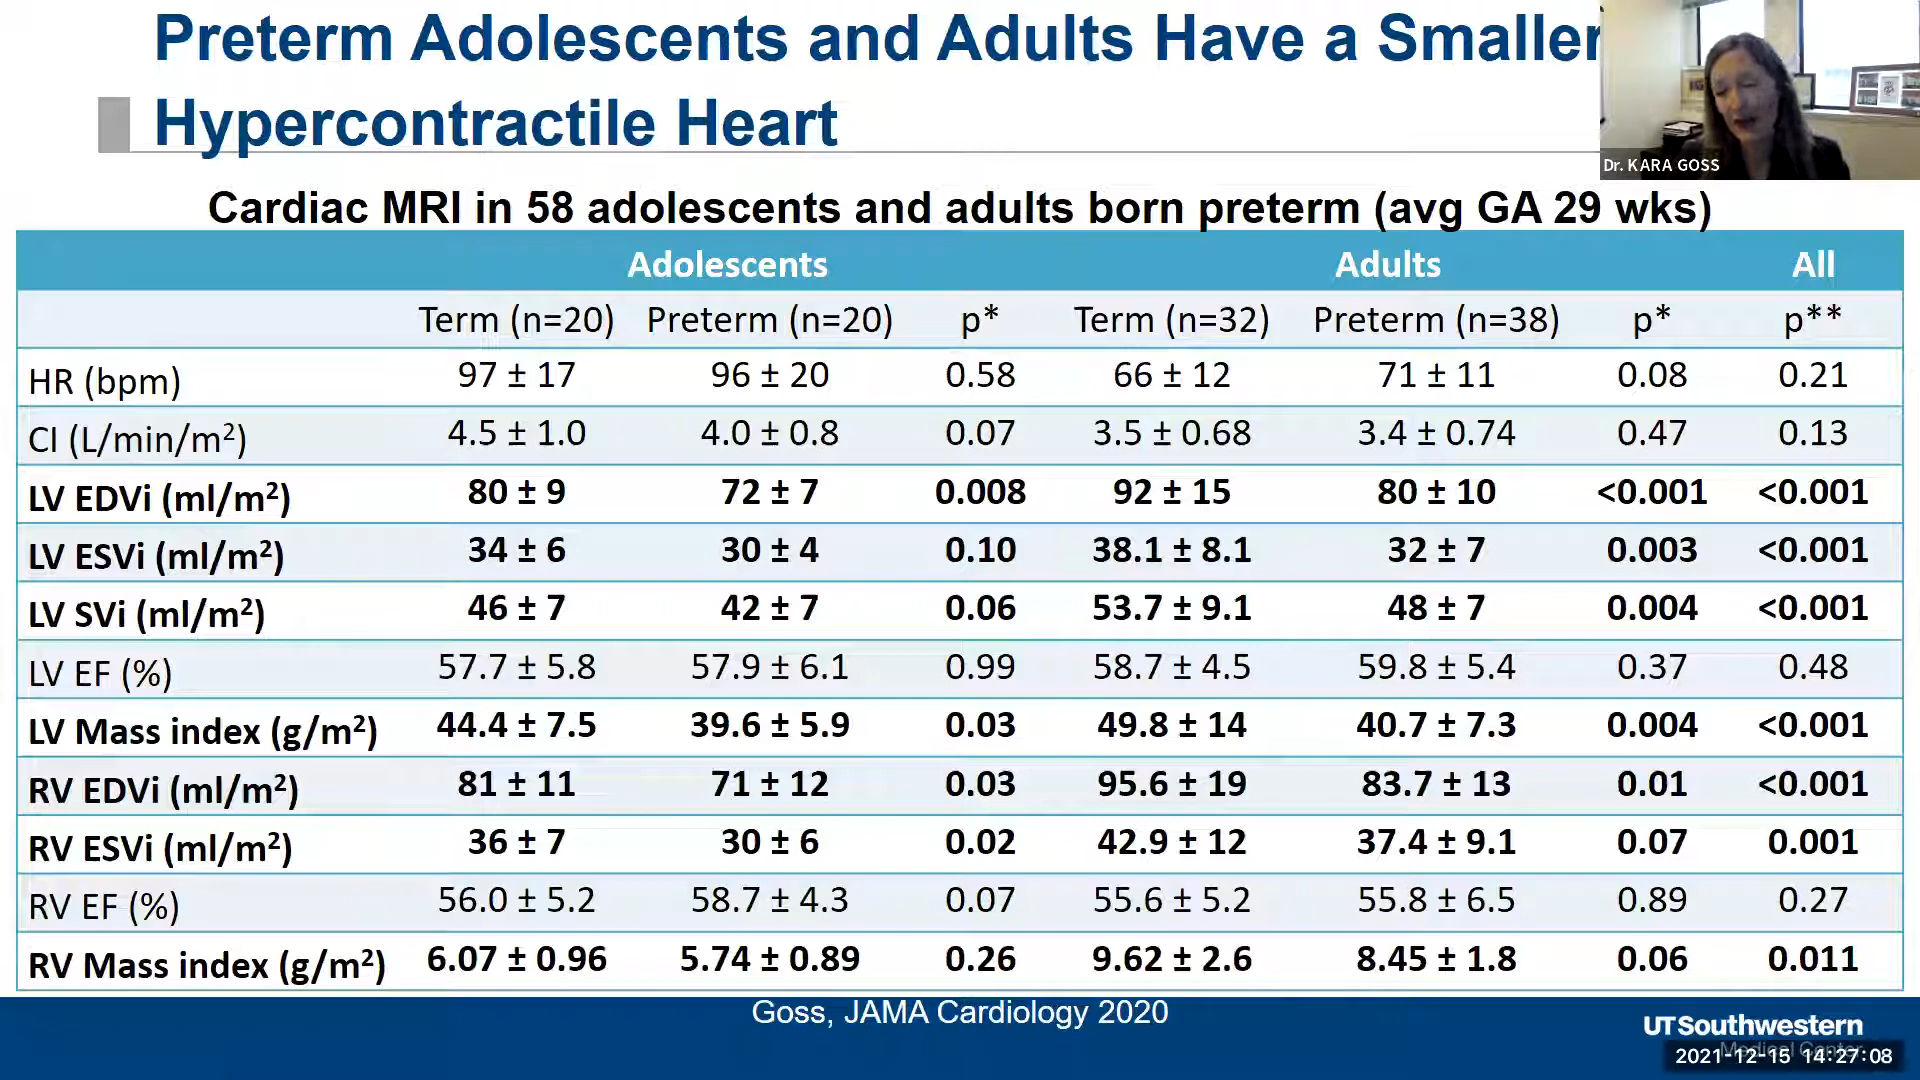 Preterm Adolescents and Adults Have a Smaller
Hypercontractile Heart
Dr. KARA GOSS
Cardiac MRI in 58 adolescents and adults born preterm (avg GA 29 wks)
Adolescents Adults All
Term (n=20) Preterm (n=20) p* Term (n=32) Preterm (n=38) p* p**
HR (bpm) 97 ± 17 96 ± 20 0.58 66 ± 12 71 ± 11 0.08 0.21
CI (L/min/m²) 4.5 ± 1.0 4.0 ± 0.8 0.07 3.5 ± 0.68 3.4 ± 0.74 0.47 0.13
LV EDVi (ml/m²) 80 ± 9 72 ± 7 0.008 92 ± 15 80 ± 10 <0.001 <0.001
LV ESVi (ml/m²) 34 ± 6 30 ± 4 0.10 38.1 ± 8.1 32 ± 7 0.003 <0.001
LV SVi (ml/m²) 46 ± 7 42 ± 7 0.06 53.7 ± 9.1 48 ± 7 0.004 <0.001
LV EF (%) 57.7 ± 5.8 57.9 ± 6.1 0.99 58.7 ± 4.5 59.8 ± 5.4 0.37 0.48
LV Mass index (g/m²) 44.4 ± 7.5 39.6 ± 5.9 0.03 49.8 ± 14 40.7 ± 7.3 0.004 <0.001
RV EDVi (ml/m²) 81 ± 11 71 ± 12 0.03 95.6 ± 19 83.7 ± 13 0.01 <0.001
RV ESVi (ml/m²) 36 ± 7 30 ± 6 0.02 42.9 ± 12 37.4 ± 9.1 0.07 0.001
RV EF (%) 56.0 ± 5.2 58.7 ± 4.3 0.07 55.6 ± 5.2 55.8 ± 6.5 0.89 0.27
RV Mass index (g/m²) 6.07 ± 0.96 5.74 ± 0.89 0.26 9.62 ± 2.6 8.45 ± 1.8 0.06 0.011
Goss, JAMA Cardiology 2020
UTSouthwestern
Medical Center
2021-12-15 14:27:08